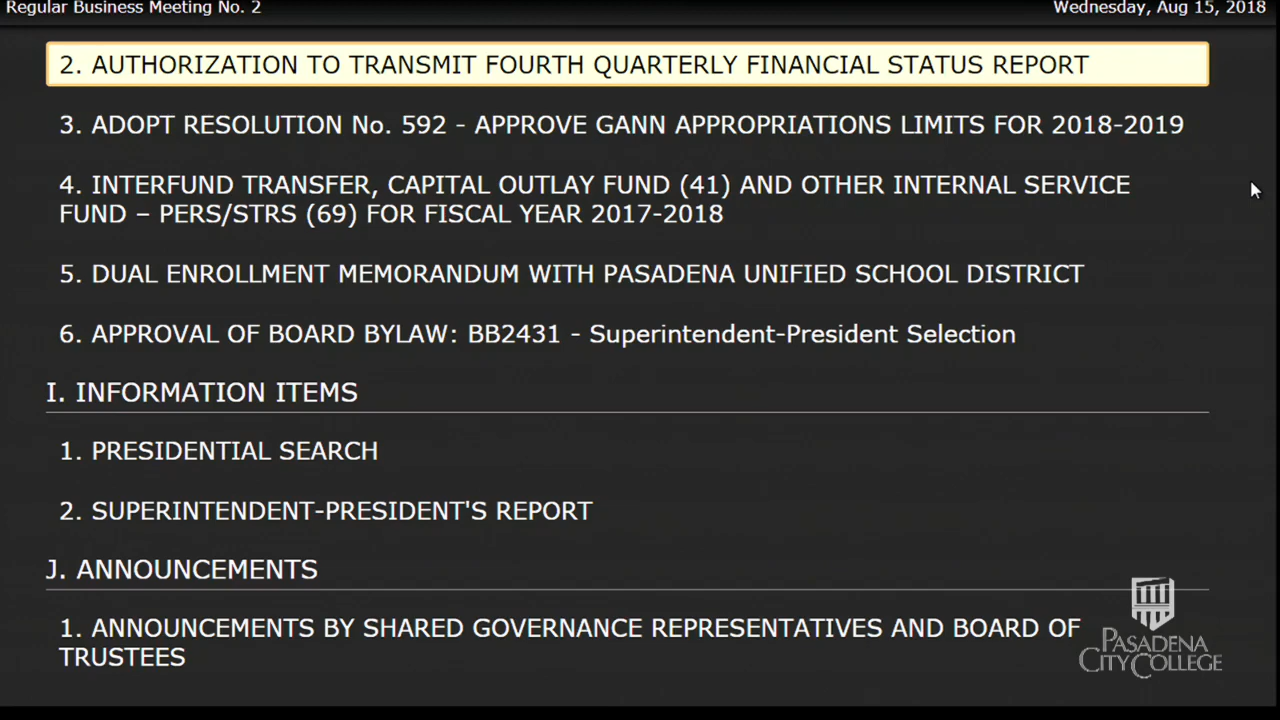 Regular Business Meeting No. 2
Wednesday, Aug 15, 2018
2. AUTHORIZATION TO TRANSMIT FOURTH QUARTERLY FINANCIAL STATUS REPORT
3. ADOPT RESOLUTION No. 592 - APPROVE GANN APPROPRIATIONS LIMITS FOR 2018-2019
4. INTERFUND TRANSFER, CAPITAL OUTLAY FUND (41) AND OTHER INTERNAL SERVICE
FUND – PERS/STRS (69) FOR FISCAL YEAR 2017-2018
5. DUAL ENROLLMENT MEMORANDUM WITH PASADENA UNIFIED SCHOOL DISTRICT
6. APPROVAL OF BOARD BYLAW: BB2431 - Superintendent-President Selection
I. INFORMATION ITEMS
1. PRESIDENTIAL SEARCH
2. SUPERINTENDENT-PRESIDENT'S REPORT
J. ANNOUNCEMENTS
1. ANNOUNCEMENTS BY SHARED GOVERNANCE REPRESENTATIVES AND BOARD OF
TRUSTEES
PASADENA
CITY COLLEGE